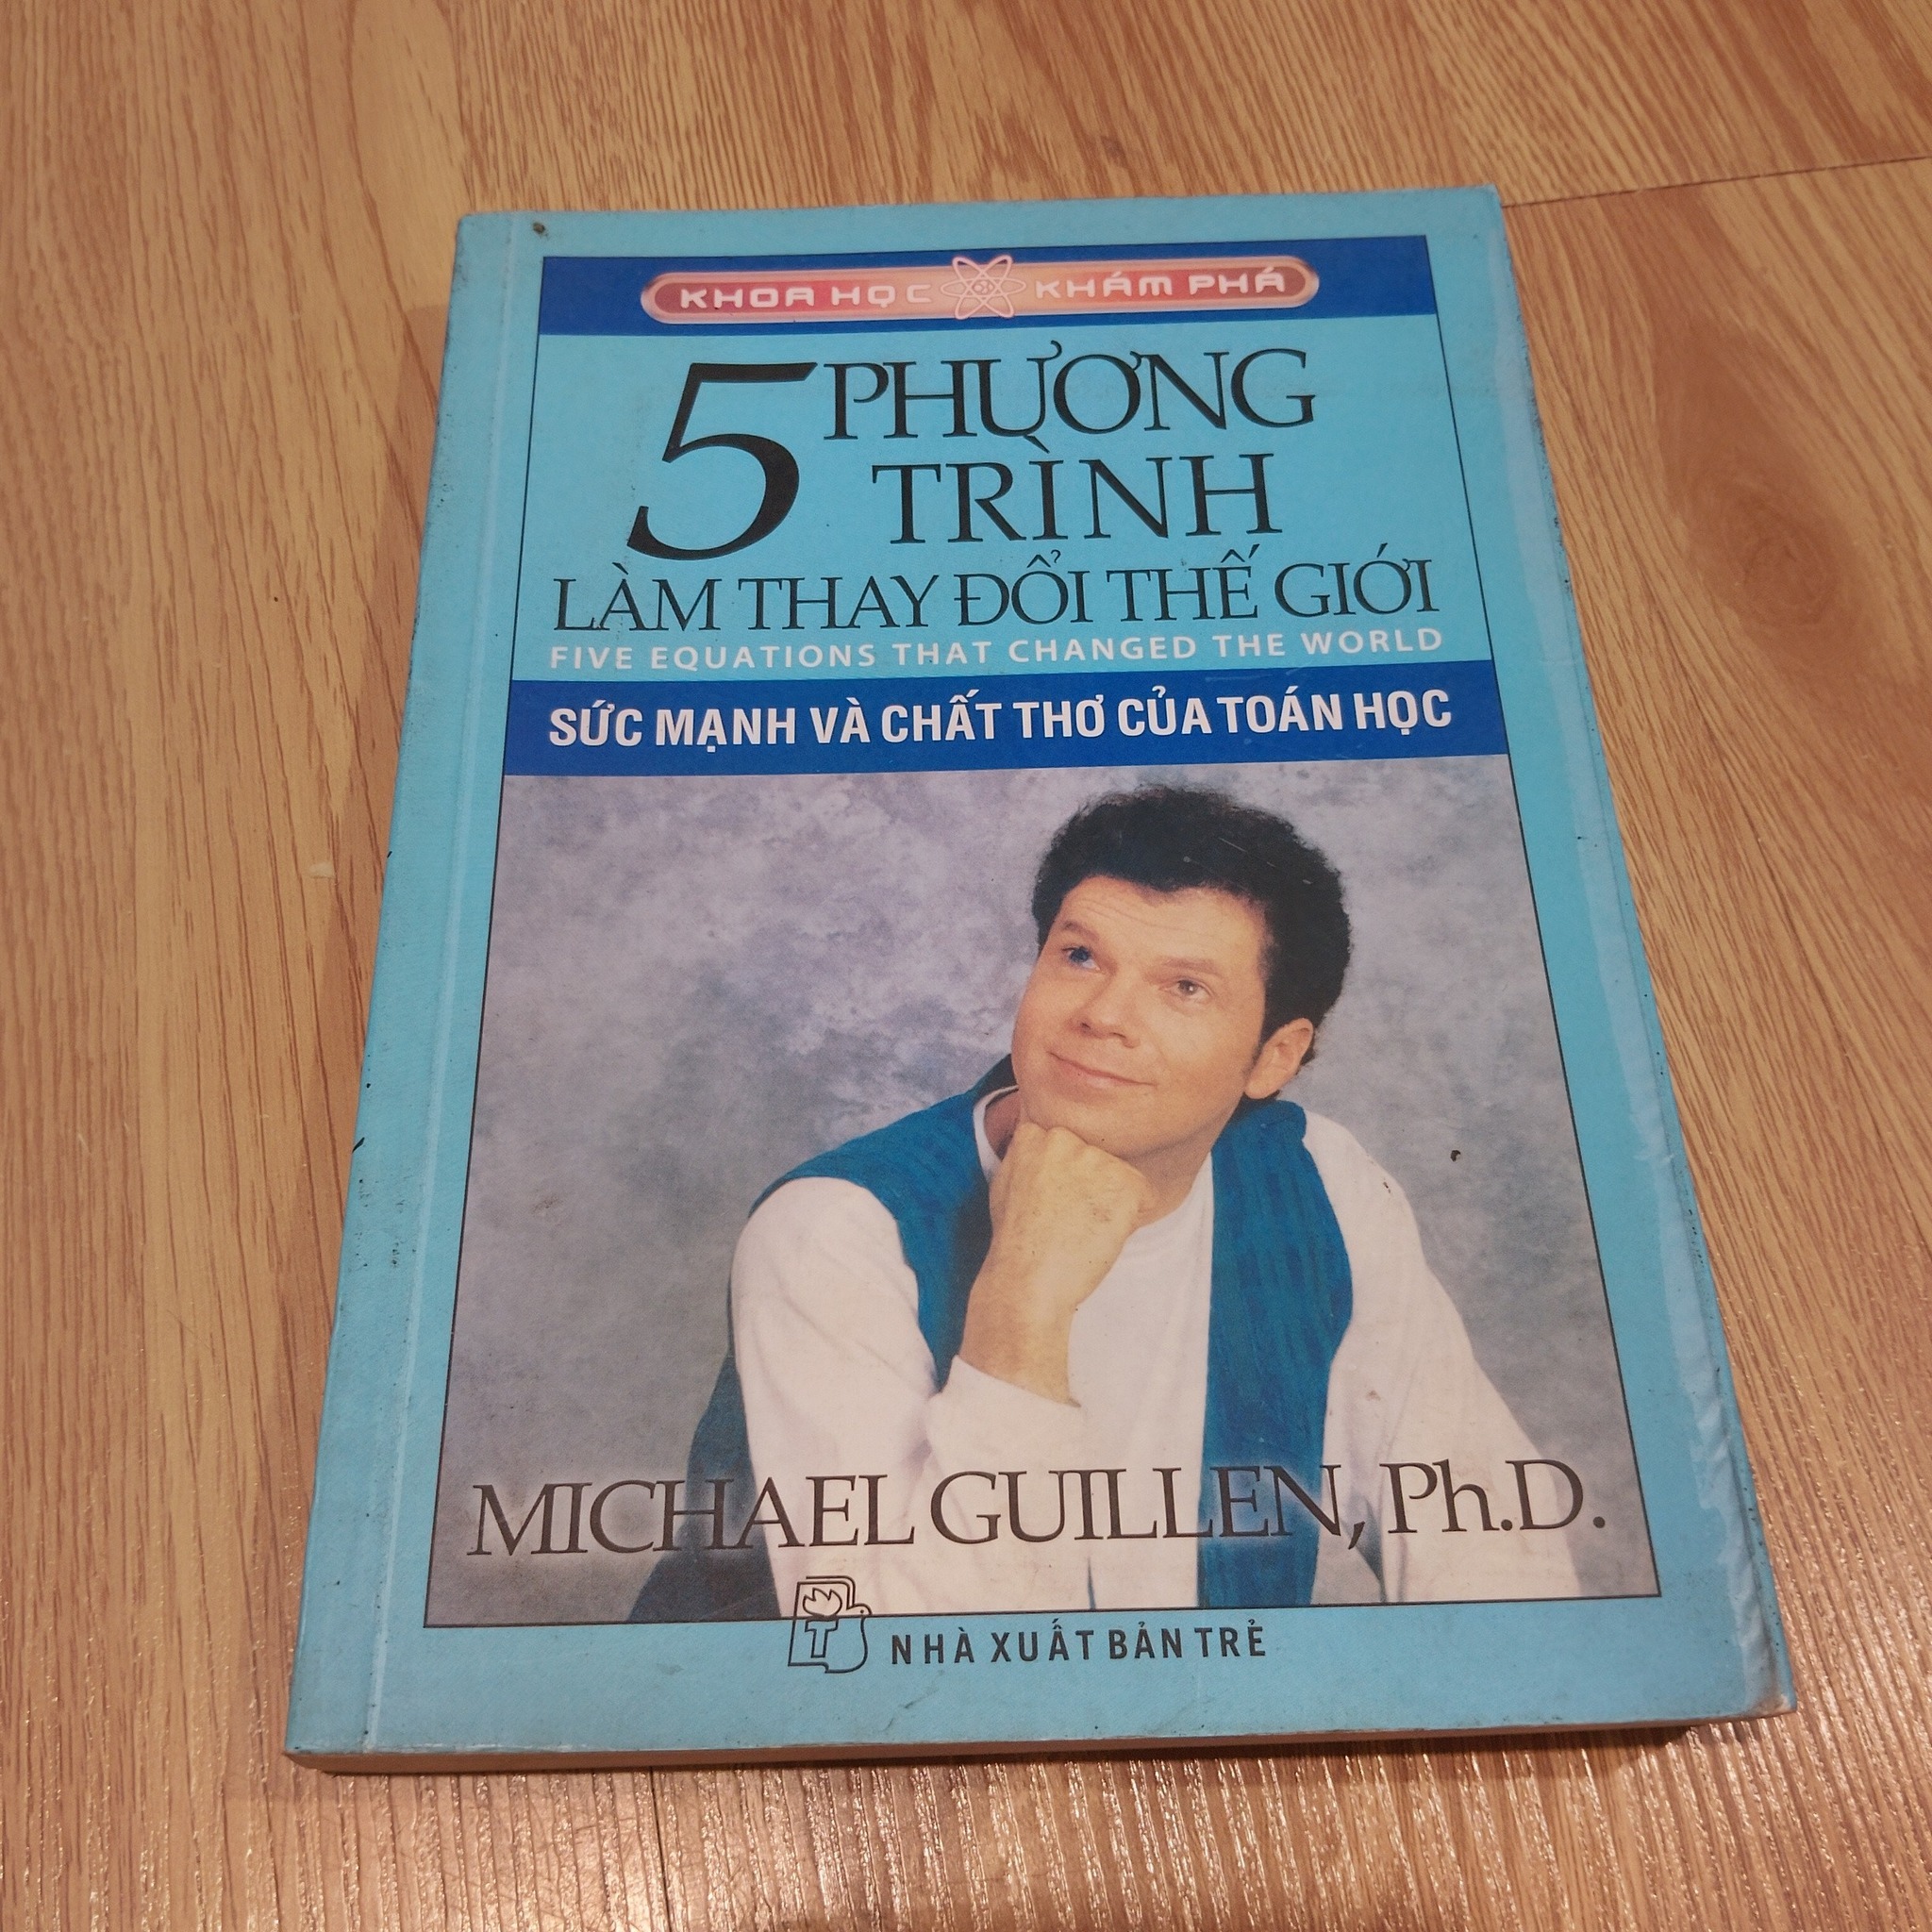 KHOA HỌC KHÁM PHÁ
5 PHƯƠNG
TRÌNH
LÀM THAY ĐỔI THẾ GIỚI
FIVE EQUATIONS THAT CHANGED THE WORLD
SỨC MẠNH VÀ CHẤT THƠ CỦA TOÁN HỌC
MICHAEL GUILLEN, Ph.D.
T
NHÀ XUẤT BẢN TRẺ